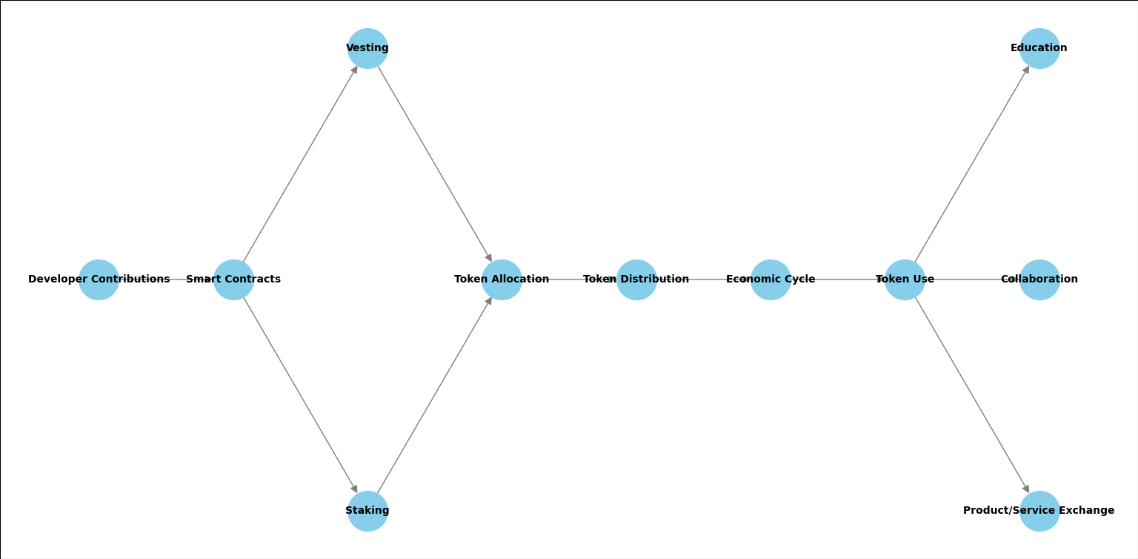 Vesting
Education
Developer Contributions
Smart Contracts
Token Allocation
Token Distribution
Economic Cycle
Token Use
Collaboration
Staking
Product/Service Exchange